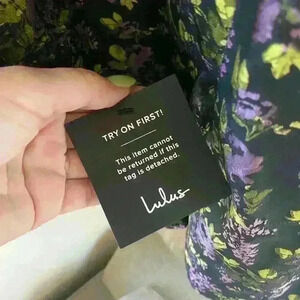 TRY ON FIRST!
This item cannot
be returned if this
tag is detached.
Lulus